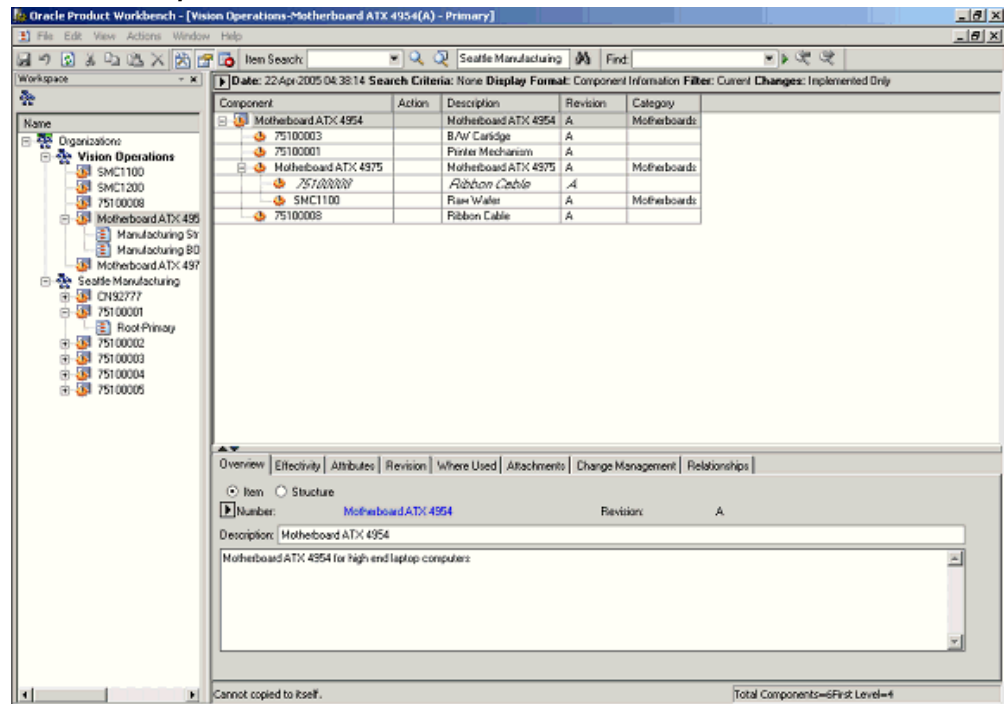 Oracle Product Workbench - [Vision Operations-Motherboard ATX 4954(A) - Primary]
File Edit View Actions Window Help
Item Search: Seattle Manufacturing Find:
Workspace
Date: 22-Apr-2005 04:38:14 Search Criteria: None Display Format: Component Information Filter: Current Changes: Implemented Only
Name
Organizations
Vision Operations
SMC1100
SMC1200
75100008
Motherboard ATX 495
Manufacturing Str
Manufacturing BO
Motherboard ATX 497
Seattle Manufacturing
CN92777
75100001
Root-Primary
75100002
75100003
75100004
75100005
Component Action Description Revision Category
Motherboard ATX 4954 Motherboard ATX 4954 A Motherboards
75100003 B/W Cartidge A
75100001 Printer Mechanism A
Motherboard ATX 4975 Motherboard ATX 4975 A Motherboards
75100008 Ribbon Cable A
SMC1100 Raw Wafer A Motherboards
75100008 Ribbon Cable A
Overview Effectivity Attributes Revision Where Used Attachments Change Management Relationships
Item Structure
Number: Motherboard ATX 4954 Revision: A
Description: Motherboard ATX 4954
Motherboard ATX 4954 for high end laptop computers
Cannot copied to itself.
Total Components=6First Level=4